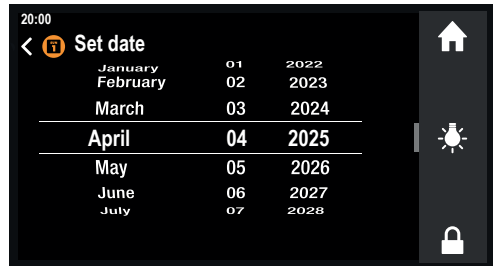 20:00
Set date
January 01 2022
February 02 2023
March 03 2024
April 04 2025
May 05 2026
June 06 2027
July 07 2028